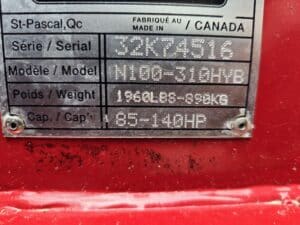 St-Pascal,Qc FABRIQUÉ AU / MADE IN / CANADA
Série / Serial 32K74516
Modèle / Model N100-310HVB
Poids / Weight 1960LBS-890KG
Cap. / Cap'. 85-140HP